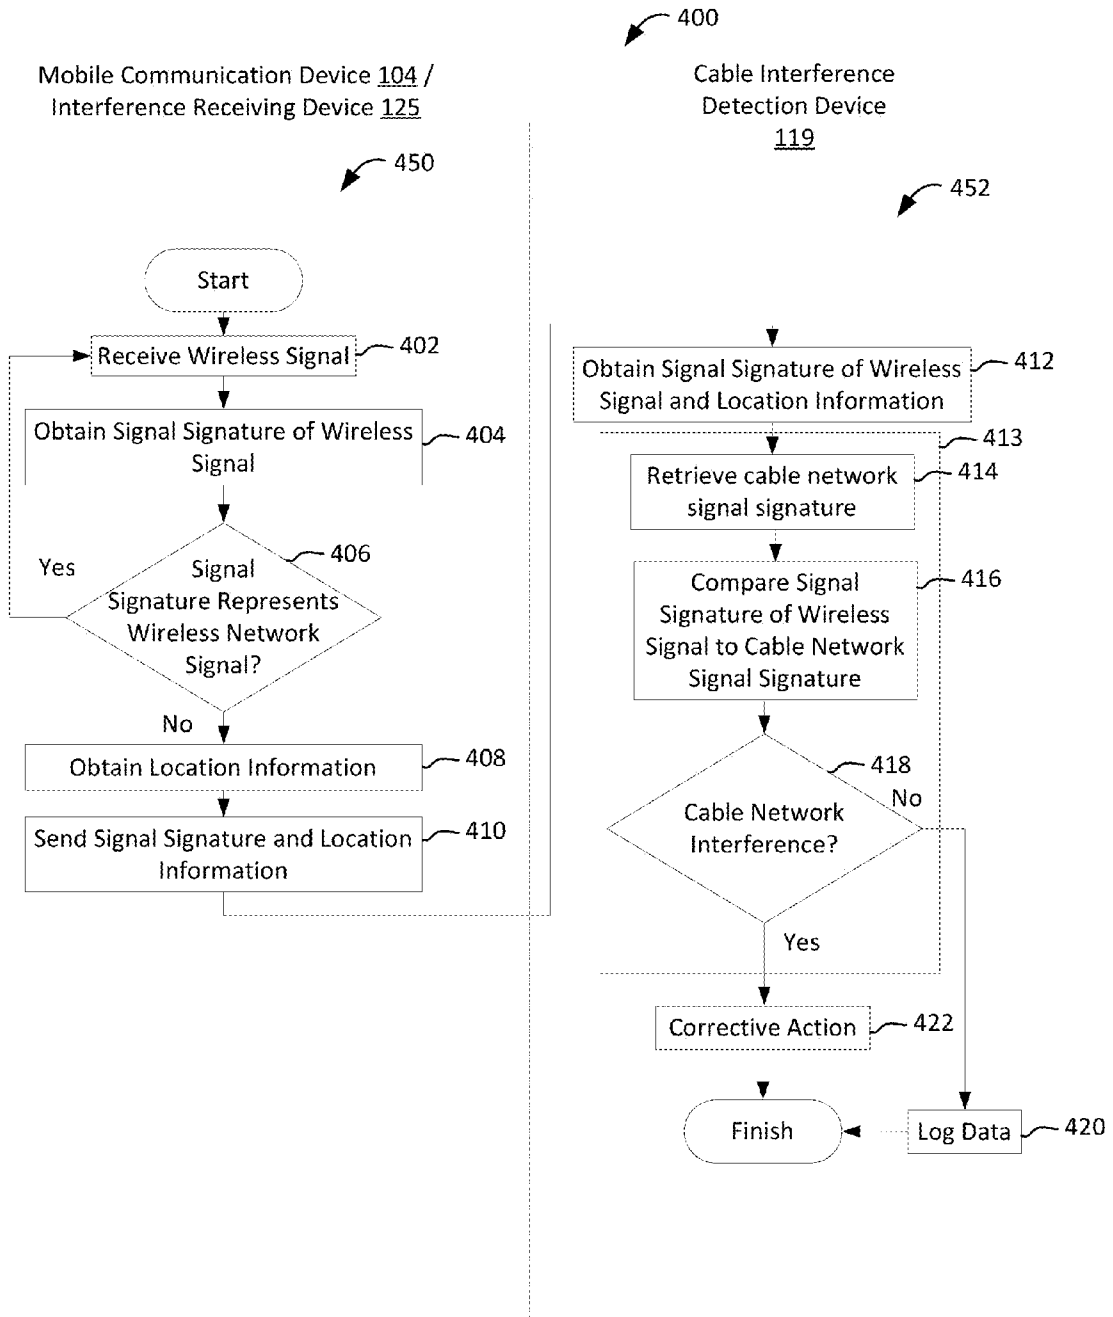 400
Mobile Communication Device 104 /
Interference Receiving Device 125
450
Start
Receive Wireless Signal
402
Obtain Signal Signature of Wireless
Signal
404
Signal
Signature Represents
Wireless Network
Signal?
406
Yes
No
Obtain Location Information
408
Send Signal Signature and Location
Information
410
Cable Interference
Detection Device
119
452
Obtain Signal Signature of Wireless
Signal and Location Information
412
413
Retrieve cable network
signal signature
414
Compare Signal
Signature of Wireless
Signal to Cable Network
Signal Signature
416
Cable Network
Interference?
418
No
Yes
Corrective Action
422
Finish
Log Data
420